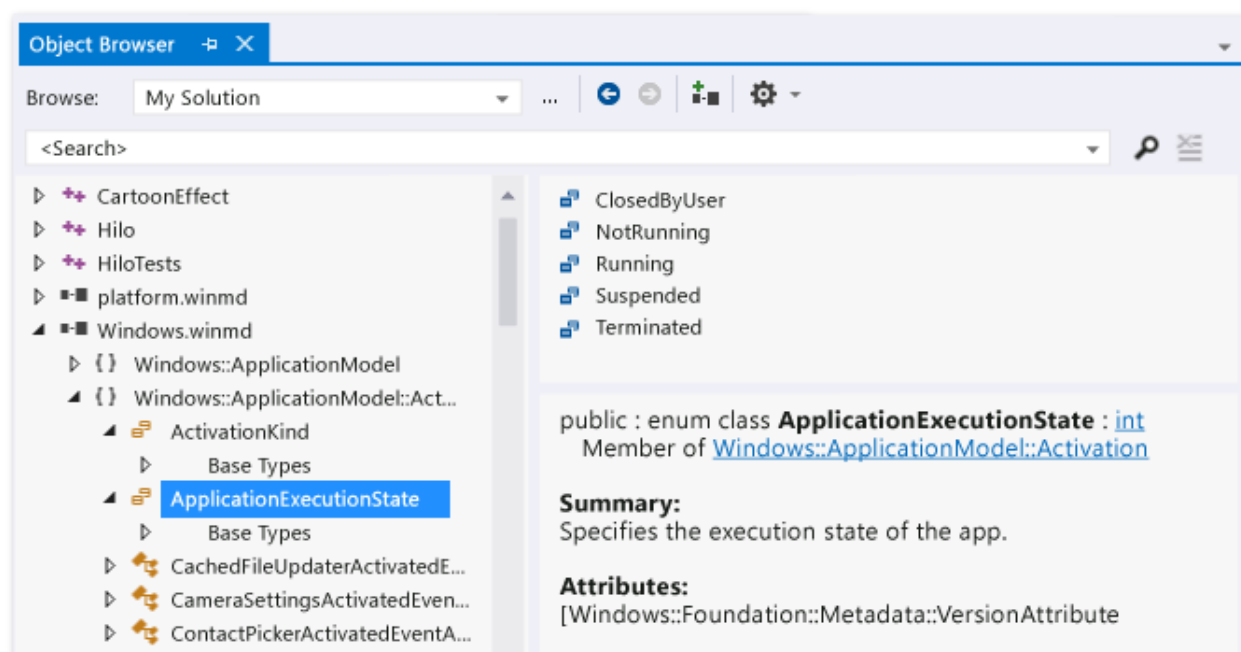 Object Browser
Browse: My Solution ...
<Search>
CartoonEffect
Hilo
HiloTests
platform.winmd
Windows.winmd
{} Windows::ApplicationModel
{} Windows::ApplicationModel::Act...
ActivationKind
Base Types
ApplicationExecutionState
Base Types
CachedFileUpdaterActivatedE...
CameraSettingsActivatedEven...
ContactPickerActivatedEventA...
ClosedByUser
NotRunning
Running
Suspended
Terminated
public : enum class ApplicationExecutionState : int
Member of Windows::ApplicationModel::Activation
Summary:
Specifies the execution state of the app.
Attributes:
[Windows::Foundation::Metadata::VersionAttribute